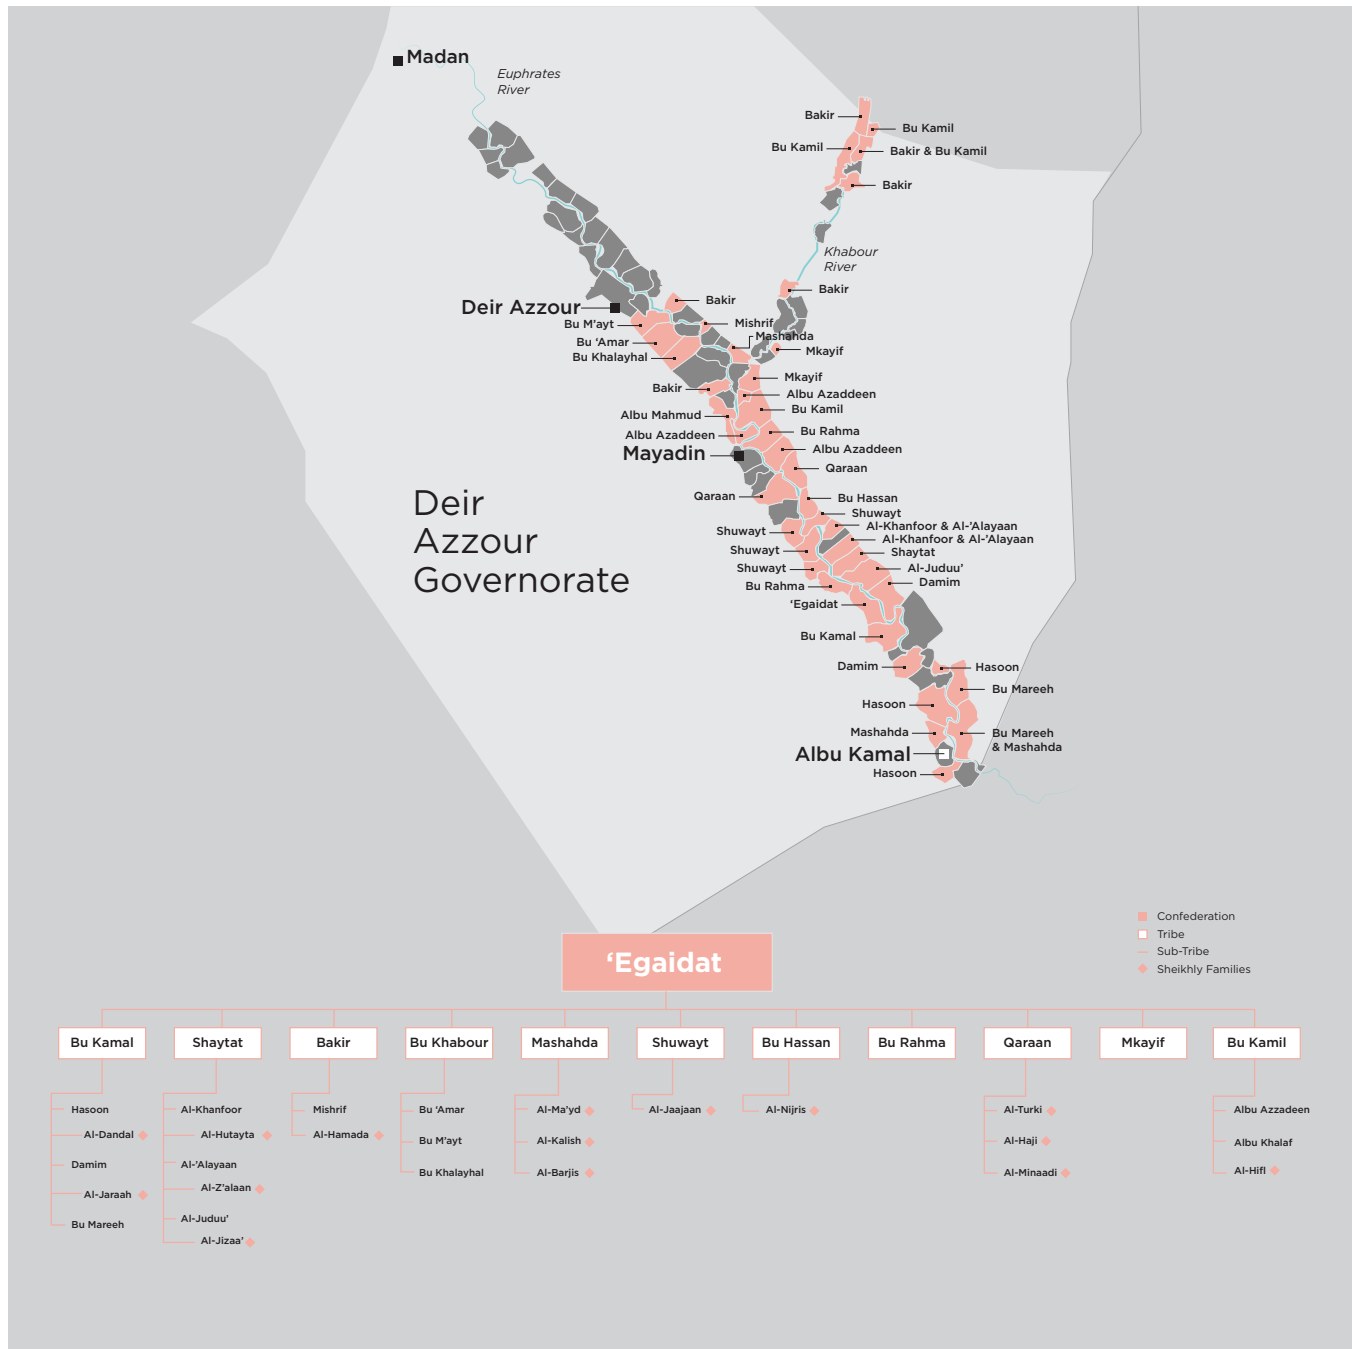 Madan
Euphrates
River
Bakir
Bu Kamil
Bu Kamil
Bakir & Bu Kamil
Bakir
Khabour
River
Bakir
Bakir
Deir Azzour
Bu M'ayt
Mishrif
Mashahda
Bu ‘Amar
Mkayif
Bu Khalayhal
Mkayif
Bakir
Albu Azaddeen
Bu Kamil
Albu Mahmud
Bu Rahma
Albu Azaddeen
Albu Azaddeen
Mayadin
Qaraan
Qaraan
Bu Hassan
Deir
Azzour
Governorate
Shuwayt
Al-Khanfoor & Al-’Alayaan
Shuwayt
Al-Khanfoor & Al-’Alayaan
Shuwayt
Shaytat
Shuwayt
Al-Juduu’
Bu Rahma
Damim
‘Egaidat
Bu Kamal
Damim
Hasoon
Bu Mareeh
Hasoon
Mashahda
Bu Mareeh
& Mashahda
Albu Kamal
Hasoon
Confederation
Tribe
Sub-Tribe
Sheikhly Families
‘Egaidat
Bu Kamal
Shaytat
Bakir
Bu Khabour
Mashahda
Shuwayt
Bu Hassan
Bu Rahma
Qaraan
Mkayif
Bu Kamil
Hasoon
Al-Dandal
Damim
Al-Jaraah
Bu Mareeh
Al-Khanfoor
Al-Hutayta
Al-’Alayaan
Al-Z’alaan
Al-Juduu’
Al-Jizaa’
Mishrif
Al-Hamada
Bu ‘Amar
Bu M’ayt
Bu Khalayhal
Al-Ma’yd
Al-Kalish
Al-Barjis
Al-Jaajaan
Al-Nijris
Al-Turki
Al-Haji
Al-Minaadi
Albu Azzadeen
Albu Khalaf
Al-Hifl